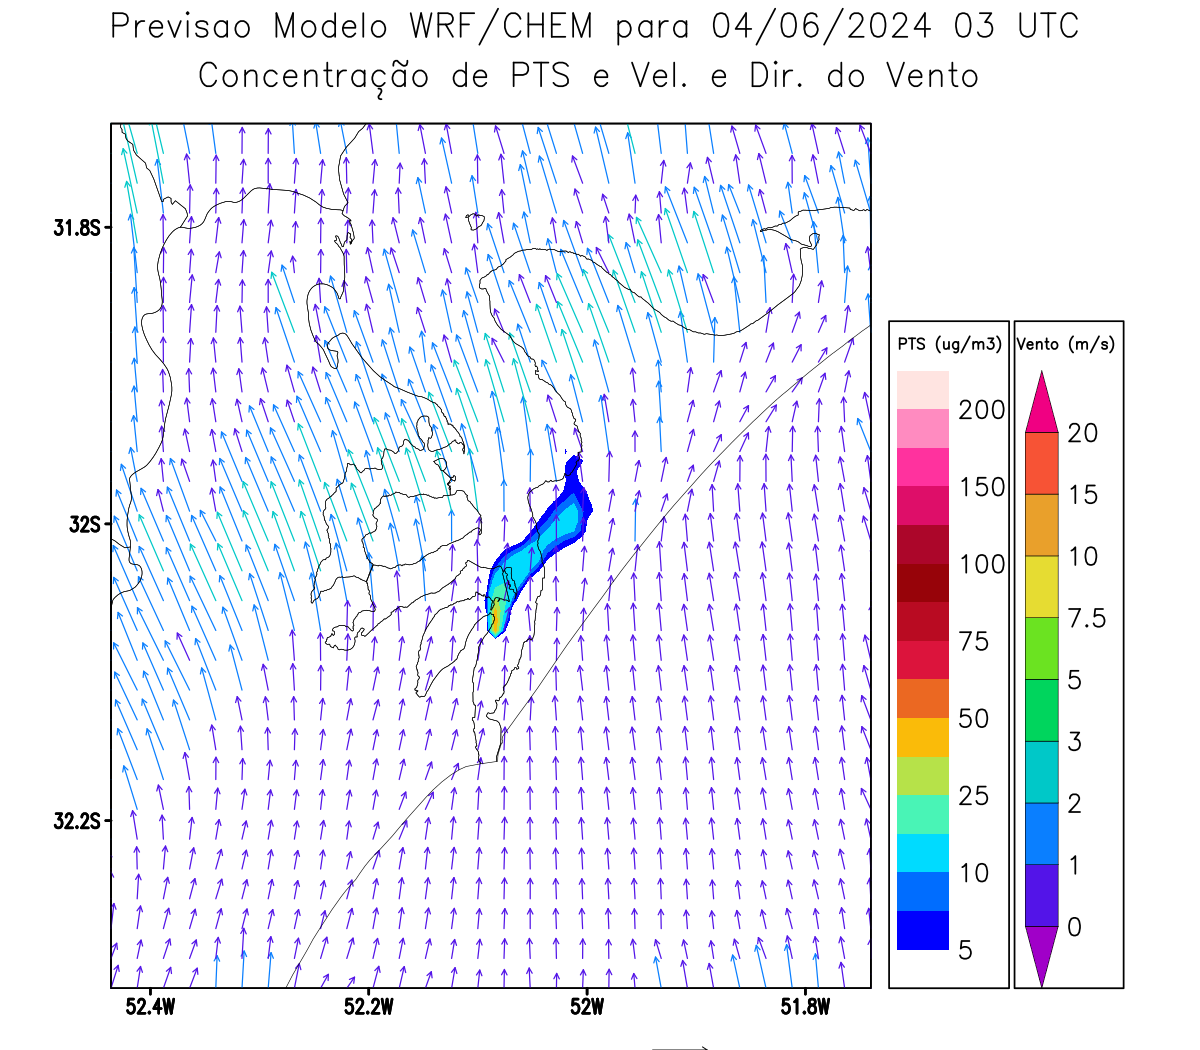 Previsao Modelo WRF/CHEM para 04/06/2024 03 UTC
Concentração de PTS e Vel. e Dir. do Vento
31.8S
32S
32.2S
52.4W
52.2W
52W
51.8W
PTS (ug/m3)
200
150
100
75
50
25
10
5
Vento (m/s)
20
15
10
7.5
5
3
2
1
0